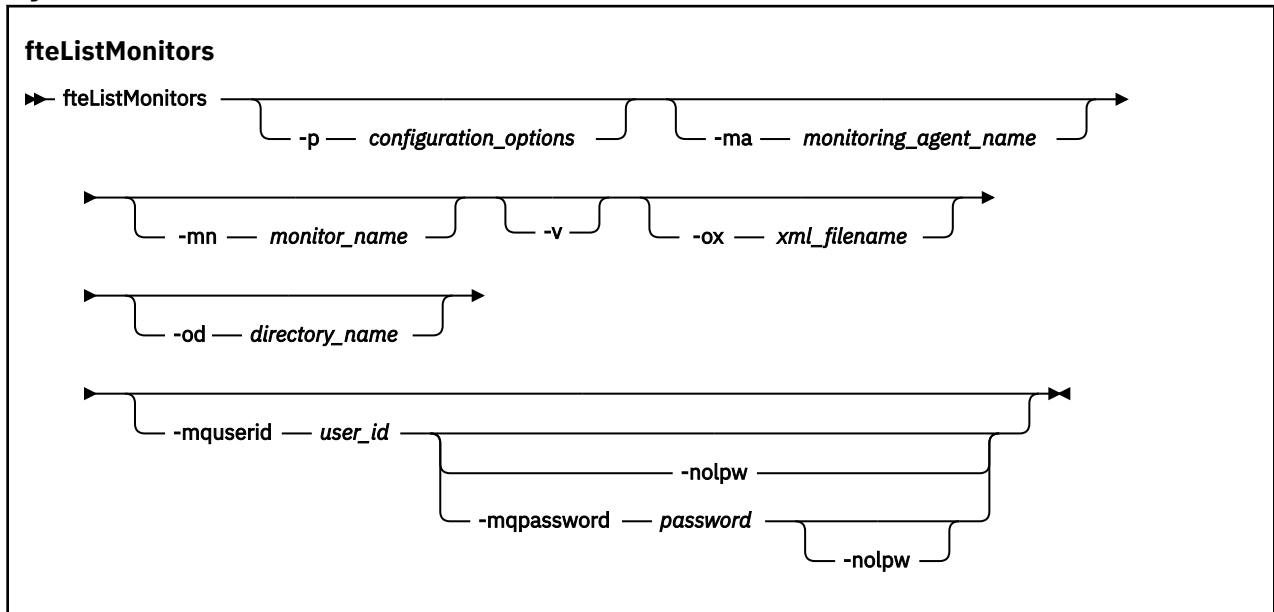 fteListMonitors
fteListMonitors
-p configuration_options -ma monitoring_agent_name
-mn monitor_name -v -ox xml_filename
-od directory_name
-mquserid user_id
-nolpw
-mqpassword password
-nolpw